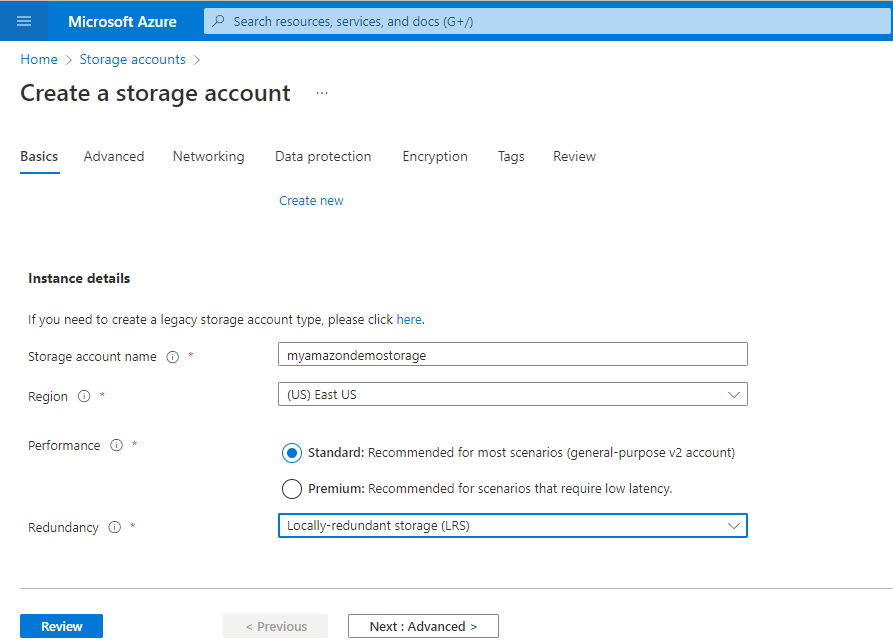 Microsoft Azure
Search resources, services, and docs (G+/)
Home > Storage accounts >
Create a storage account ...
Basics Advanced Networking Data protection Encryption Tags Review
Create new
Instance details
If you need to create a legacy storage account type, please click here.
Storage account name * myamazondemostorage
Region * (US) East US
Performance * Standard: Recommended for most scenarios (general-purpose v2 account)
Premium: Recommended for scenarios that require low latency.
Redundancy * Locally-redundant storage (LRS)
Review < Previous Next : Advanced >